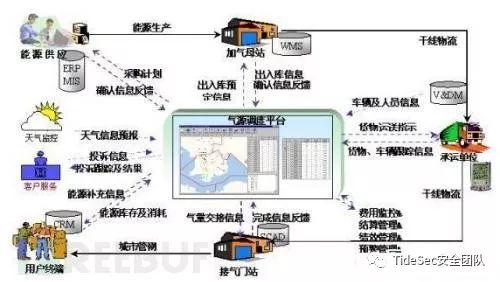 能源生产
加气母站
WMS
干线物流
能源供应
ERP
MIS
采购计划
确认信息反馈
出入库预
定信息
出入库信息
确认信息反馈
车辆及人员信息
V&DM
气源调度平台
天气监控
天气信息预报
货物运送指示
货物、车辆跟踪信息
承运单位
投诉信息
投诉跟踪及结果
客户服务
能源补充信息
能源库存及消耗
CRM
气量交接信息
完成信息反馈
干线物流
费用监控
结算管理
绩效管理
预警管理
SCAD
城市管网
用户终端
接气门站
FREEBUF
TideSec安全团队